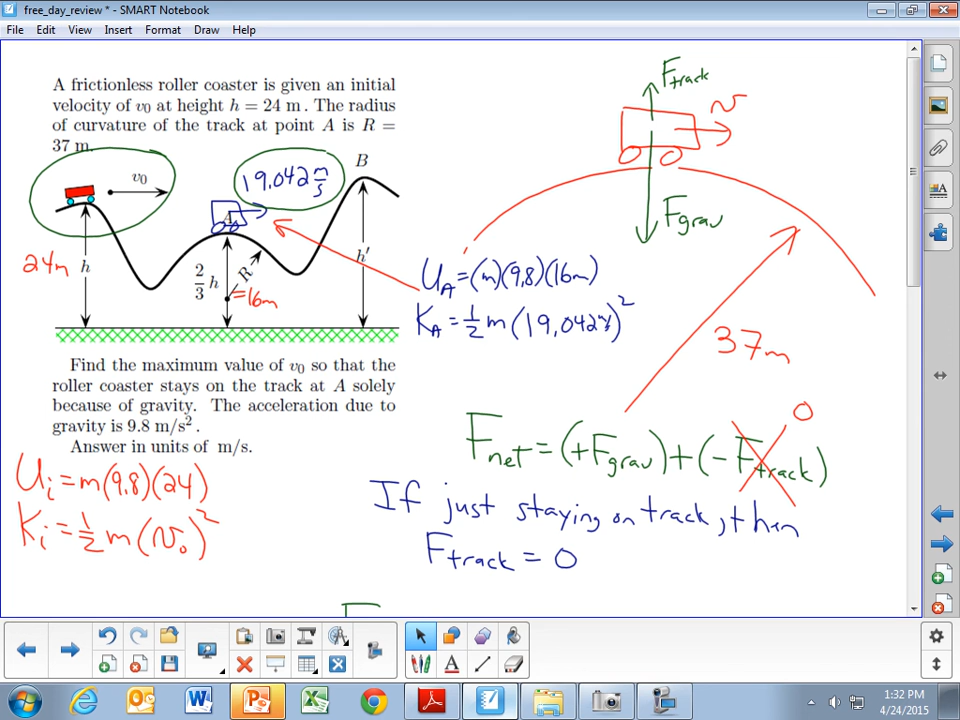 free_day_review * - SMART Notebook
File Edit View Insert Format Draw Help
A frictionless roller coaster is given an initial
velocity of v0 at height h = 24 m . The radius
of curvature of the track at point A is R =
37 m.
v0
19.042 m/s
A
B
24m
h
2/3 h
R
=16m
h′
Find the maximum value of v0 so that the
roller coaster stays on the track at A solely
because of gravity. The acceleration due to
gravity is 9.8 m/s² .
Answer in units of m/s.
Ui = m(9.8)(24)
Ki = 1/2 m (v0)²
Ftrack
v
Fgrav
UA = (m)(9.8)(16m)
KA = 1/2 m (19.042 m/s)²
37m
Fnet = (+Fgrav) + (-Ftrack)
0
If just staying on track, then
Ftrack = 0
1:32 PM
4/24/2015